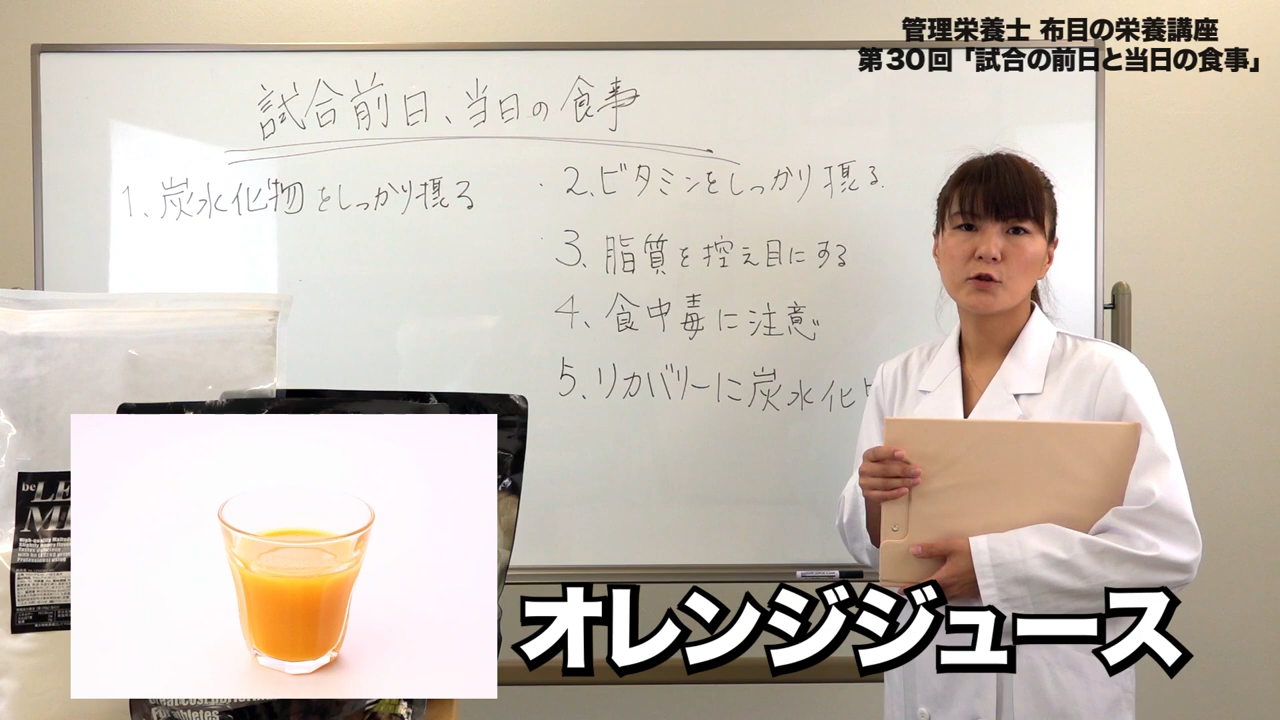 管理栄養士 布目の栄養講座
第30回「試合の前日と当日の食事」
試合前日、当日の食事
1、炭水化物をしっかり摂る
2、ビタミンをしっかり摂る
3、脂質を控え目にする
4、食中毒に注意
5、リカバリーに炭水化
be LE
オレンジジュース
for athletes